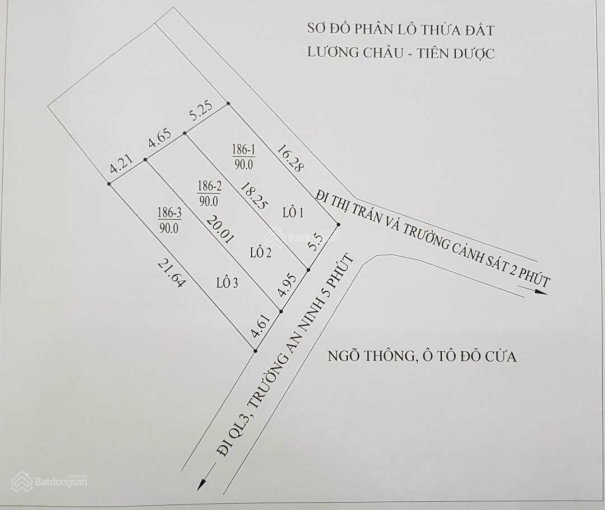 SƠ ĐỒ PHÂN LÔ THỬA ĐẤT
LƯƠNG CHÂU - TIÊN DƯỢC
5.25
4.65
4.21
186-1
90.0
16.28
186-2
90.0
18.25
LÔ 1
186-3
90.0
20.01
LÔ 2
21.64
LÔ 3
5.5
4.95
4.61
ĐI THỊ TRẤN VÀ TRƯỜNG CẢNH SÁT 2 PHÚT
ĐI QL3, TRƯỜNG AN NINH 5 PHÚT
NGÕ THÔNG, Ô TÔ ĐỖ CỬA
Batdongsan
Batdongsan